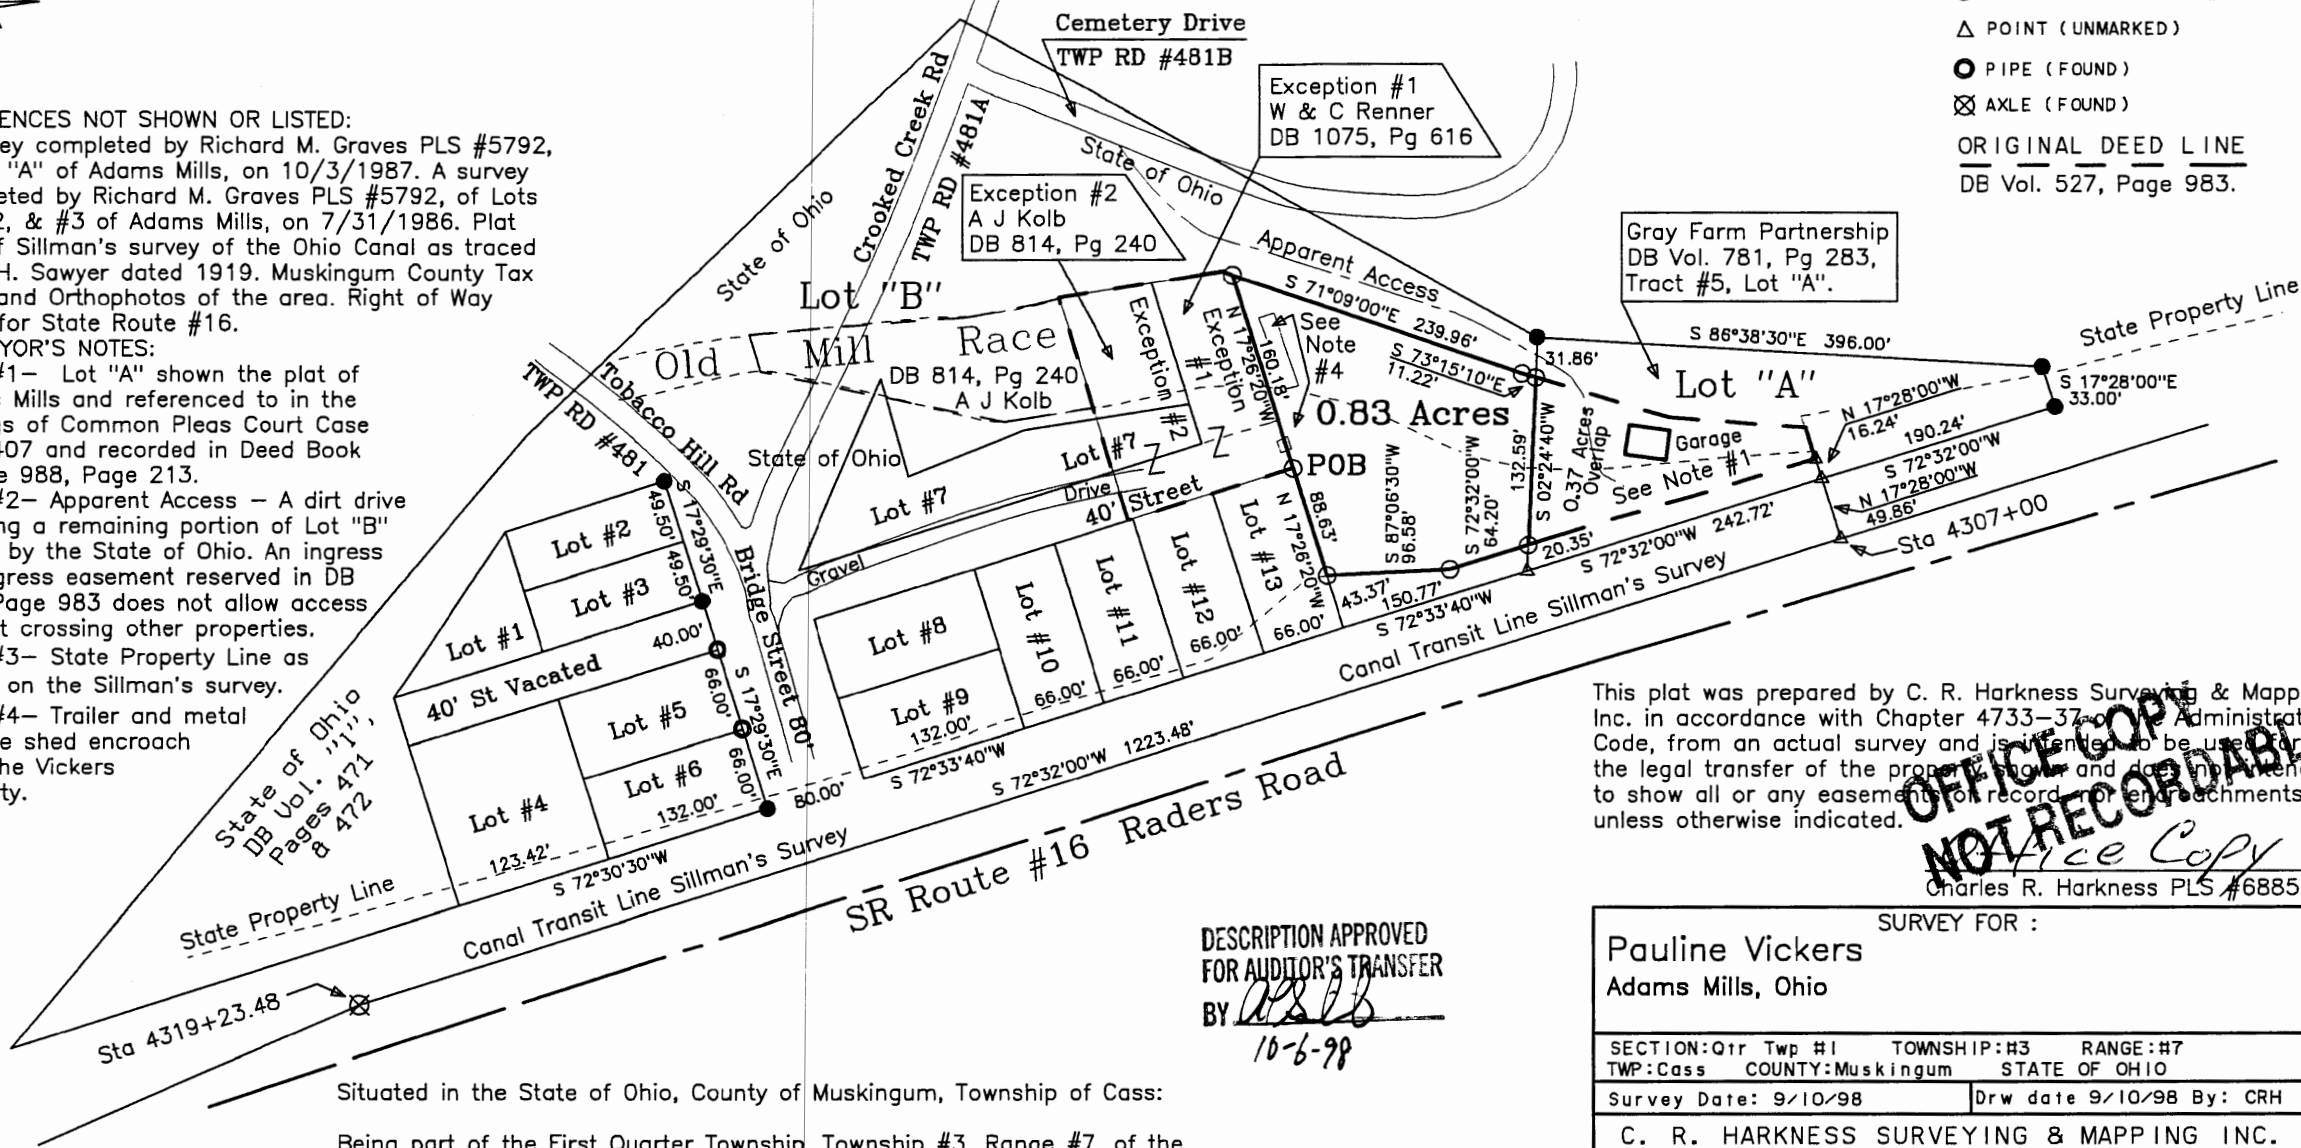 Cemetery Drive
TWP RD #481B
△ POINT (UNMARKED)
PIPE (FOUND)
AXLE (FOUND)
ORIGINAL DEED LINE
DB Vol. 527, Page 983.
ENCES NOT SHOWN OR LISTED:
ey completed by Richard M. Graves PLS #5792,
"A" of Adams Mills, on 10/3/1987. A survey
eted by Richard M. Graves PLS #5792, of Lots
2, & #3 of Adams Mills, on 7/31/1986. Plat
f Sillman's survey of the Ohio Canal as traced
H. Sawyer dated 1919. Muskingum County Tax
and Orthophotos of the area. Right of Way
for State Route #16.
YOR'S NOTES:
#1- Lot "A" shown the plat of
s Mills and referenced to in the
s of Common Pleas Court Case
407 and recorded in Deed Book
e 988, Page 213.
#2- Apparent Access - A dirt drive
ng a remaining portion of Lot "B"
by the State of Ohio. An ingress
gress easement reserved in DB
Page 983 does not allow access
t crossing other properties.
#3- State Property Line as
on the Sillman's survey.
#4- Trailer and metal
e shed encroach
he Vickers
ty.
Crooked Creek Rd
TWP RD #481A
Exception #1
W & C Renner
DB 1075, Pg 616
Exception #2
A J Kolb
DB 814, Pg 240
State of Ohio
State of Ohio
Apparent Access
Gray Farm Partnership
DB Vol. 781, Pg 283,
Tract #5, Lot "A".
State Property Line
Lot "B"
Old Mill Race
DB 814, Pg 240
A J Kolb
Exception #2
Exception #1
N 17°26'20"W
160.18'
See
Note
#4
S 71°09'00"E 239.96'
S 73°15'10"E
11.22'
31.86'
S 86°38'30"E 396.00'
Lot "A"
S 17°28'00"E
33.00'
N 17°28'00"W
16.24'
190.24'
S 72°32'00"W
N 17°28'00"W
49.86'
Sta 4307+00
0.83 Acres
POB
S 87°06'30"W
96.58'
S 72°32'00"W
64.20'
132.59'
S 02°24'40"W
0.37 Acres
Overlap
Garage
See Note #1
Tobacco Hill Rd
TWP RD #481
State of Ohio
Lot #7
Lot #7
Z Z
Drive
Gravel
40' Street
Bridge Street 80'
Lot #2
Lot #3
Lot #1
49.50'
49.50'
S 17°29'30"E
40.00'
40' St Vacated
Lot #5
Lot #6
Lot #4
66.00'
66.00'
S 17°29'30"E
132.00'
123.42'
80.00'
S 72°30'30"W
Lot #8
Lot #9
132.00'
Lot #10
Lot #11
Lot #12
Lot #13
66.00'
66.00'
66.00'
66.00'
88.63'
N 17°26'20"W
43.37'
150.77'
S 72°33'40"W
20.35'
S 72°32'00"W 242.72'
S 72°33'40"W
S 72°32'00"W 1223.48'
Canal Transit Line Sillman's Survey
Canal Transit Line Sillman's Survey
SR Route #16 Raders Road
State of Ohio
DB Vol. "1",
Pages 471
& 472
State Property Line
Sta 4319+23.48
This plat was prepared by C. R. Harkness Surveying & Mapp
Inc. in accordance with Chapter 4733-37 Administrat
Code, from an actual survey and is intended to be used for
the legal transfer of the property shown and does not inten
to show all or any easements of record, nor encroachments
unless otherwise indicated.
OFFICE COPY
NOT RECORDABL
Office Copy
Charles R. Harkness PLS #6885
DESCRIPTION APPROVED
FOR AUDITOR'S TRANSFER
BY
10-6-98
SURVEY FOR :
Pauline Vickers
Adams Mills, Ohio
SECTION:Qtr Twp #1 TOWNSHIP:#3 RANGE:#7
TWP:Cass COUNTY:Muskingum STATE OF OHIO
Survey Date: 9/10/98 Drw date 9/10/98 By: CRH
C. R. HARKNESS SURVEYING & MAPPING INC.
Situated in the State of Ohio, County of Muskingum, Township of Cass:
Being part of the First Quarter Township, Township #3, Range #7, of the